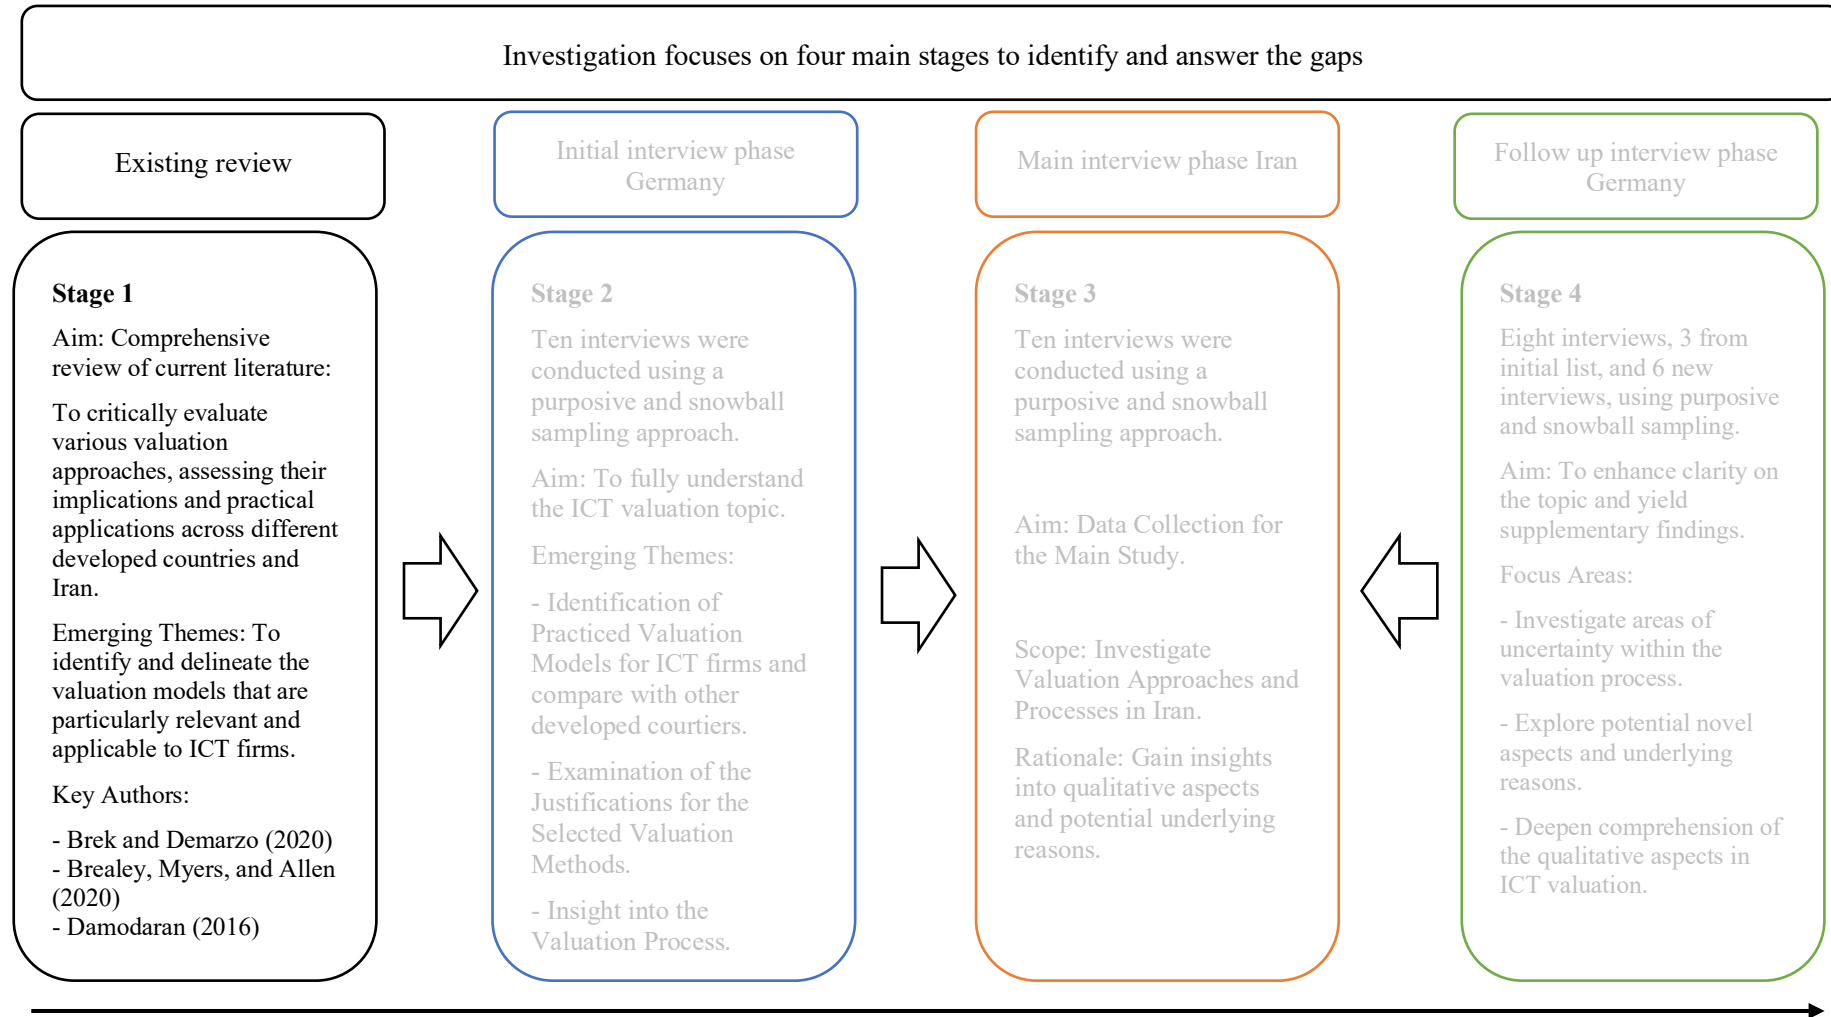 Investigation focuses on four main stages to identify and answer the gaps
Existing review
Initial interview phase
Germany
Main interview phase Iran
Follow up interview phase
Germany
Stage 1
Aim: Comprehensive
review of current literature:
To critically evaluate
various valuation
approaches, assessing their
implications and practical
applications across different
developed countries and
Iran.
Emerging Themes: To
identify and delineate the
valuation models that are
particularly relevant and
applicable to ICT firms.
Key Authors:
- Brek and Demarzo (2020)
- Brealey, Myers, and Allen
(2020)
- Damodaran (2016)
Stage 2
Ten interviews were
conducted using a
purposive and snowball
sampling approach.
Aim: To fully understand
the ICT valuation topic.
Emerging Themes:
- Identification of
Practiced Valuation
Models for ICT firms and
compare with other
developed courtiers.
- Examination of the
Justifications for the
Selected Valuation
Methods.
- Insight into the
Valuation Process.
Stage 3
Ten interviews were
conducted using a
purposive and snowball
sampling approach.
Aim: Data Collection for
the Main Study.
Scope: Investigate
Valuation Approaches and
Processes in Iran.
Rationale: Gain insights
into qualitative aspects
and potential underlying
reasons.
Stage 4
Eight interviews, 3 from
initial list, and 6 new
interviews, using purposive
and snowball sampling.
Aim: To enhance clarity on
the topic and yield
supplementary findings.
Focus Areas:
- Investigate areas of
uncertainty within the
valuation process.
- Explore potential novel
aspects and underlying
reasons.
- Deepen comprehension of
the qualitative aspects in
ICT valuation.